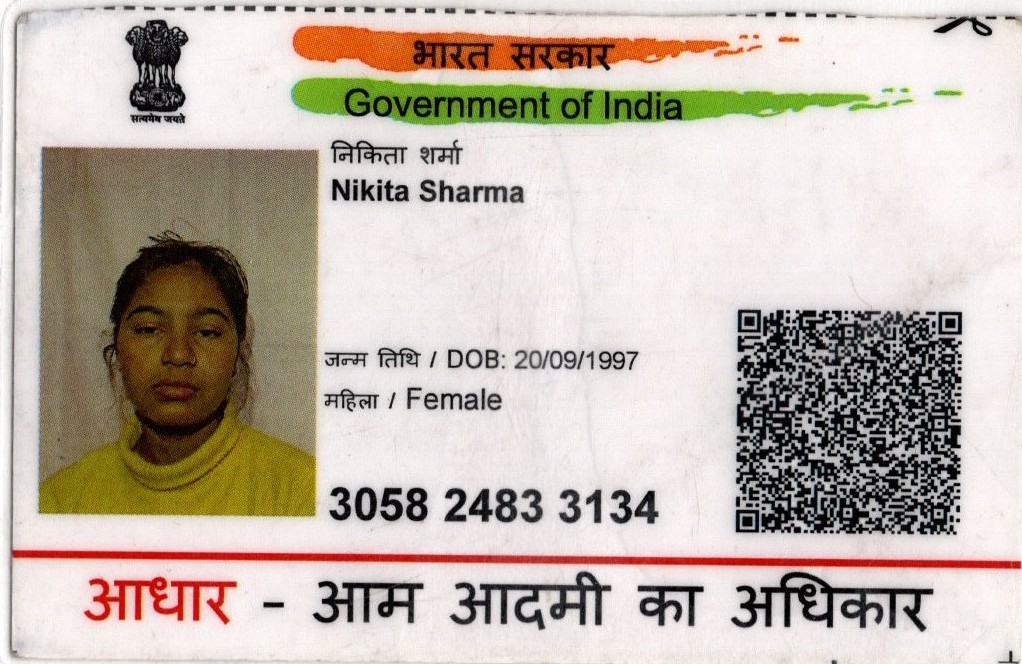 सत्यमेव जयते
भारत सरकार
Government of India
निकिता शर्मा
Nikita Sharma
जन्म तिथि / DOB: 20/09/1997
महिला / Female
3058 2483 3134
आधार - आम आदमी का अधिकार